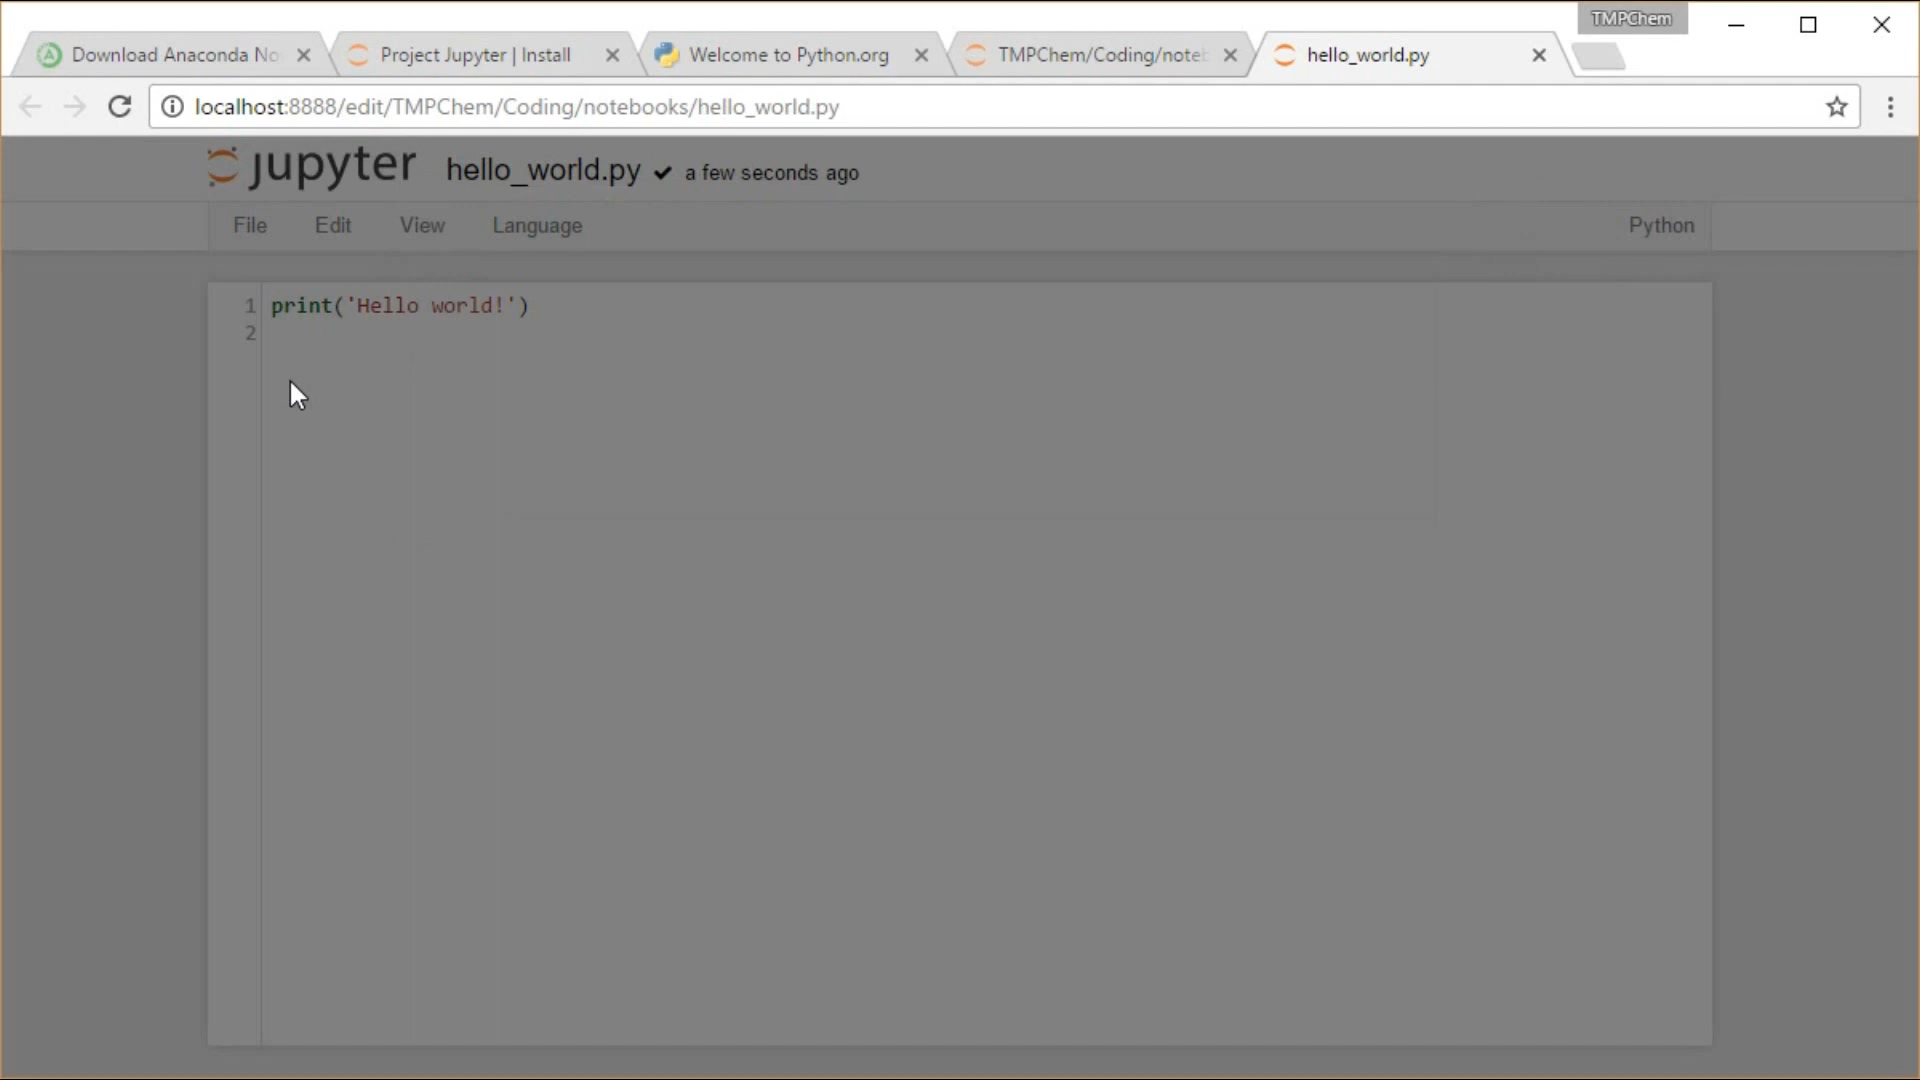 TMPChem
Download Anaconda No
Project Jupyter | Install
Welcome to Python.org
TMPChem/Coding/noteb
hello_world.py
localhost:8888/edit/TMPChem/Coding/notebooks/hello_world.py
jupyter hello_world.py a few seconds ago
File Edit View Language Python
1 print('Hello world!')
2